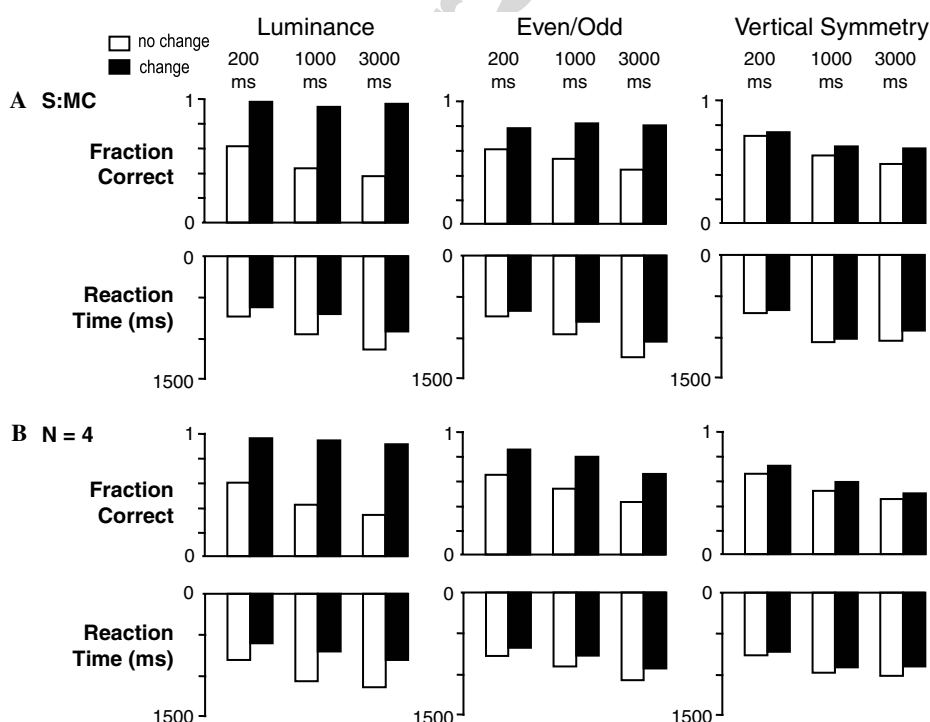 Luminance Even/Odd Vertical Symmetry
no change
change
200 1000 3000 200 1000 3000 200 1000 3000
ms ms ms ms ms ms ms ms ms
A S:MC
1 1 1
Fraction
Correct
0 0 0
0 0 0
Reaction
Time (ms)
1500 1500 1500
B N = 4
1 1 1
Fraction
Correct
0 0 0
0 0 0
Reaction
Time (ms)
1500 1500 1500